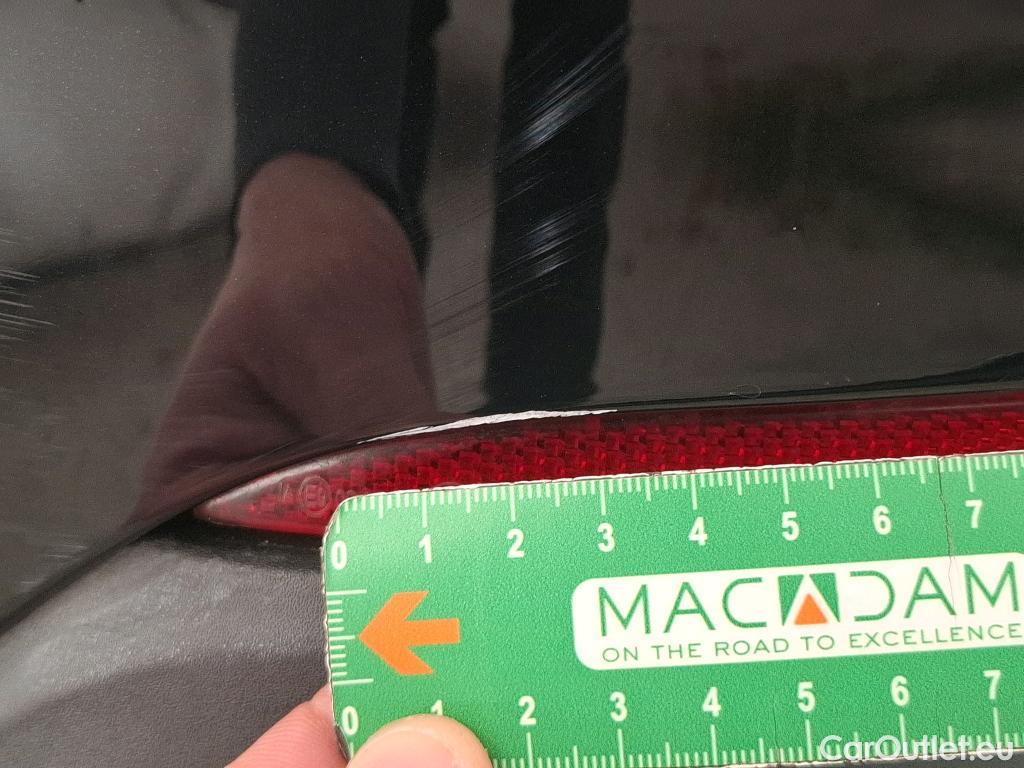 0 1 2 3 4 5 6 7
MACADAM
ON THE ROAD TO EXCELLENCE
0 1 2 3 4 5 6 7
CarOutlet.eu